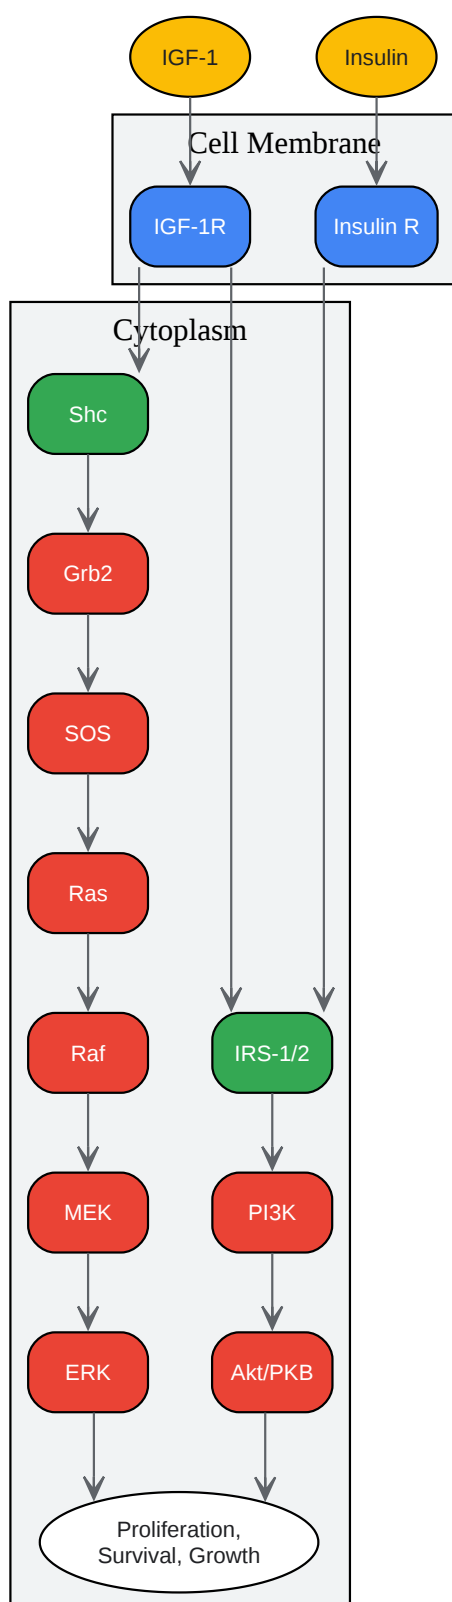 IGF-1
Insulin
Cell Membrane
IGF-1R
Insulin R
Cytoplasm
Shc
Grb2
SOS
Ras
Raf
IRS-1/2
MEK
PI3K
ERK
Akt/PKB
Proliferation,
Survival, Growth